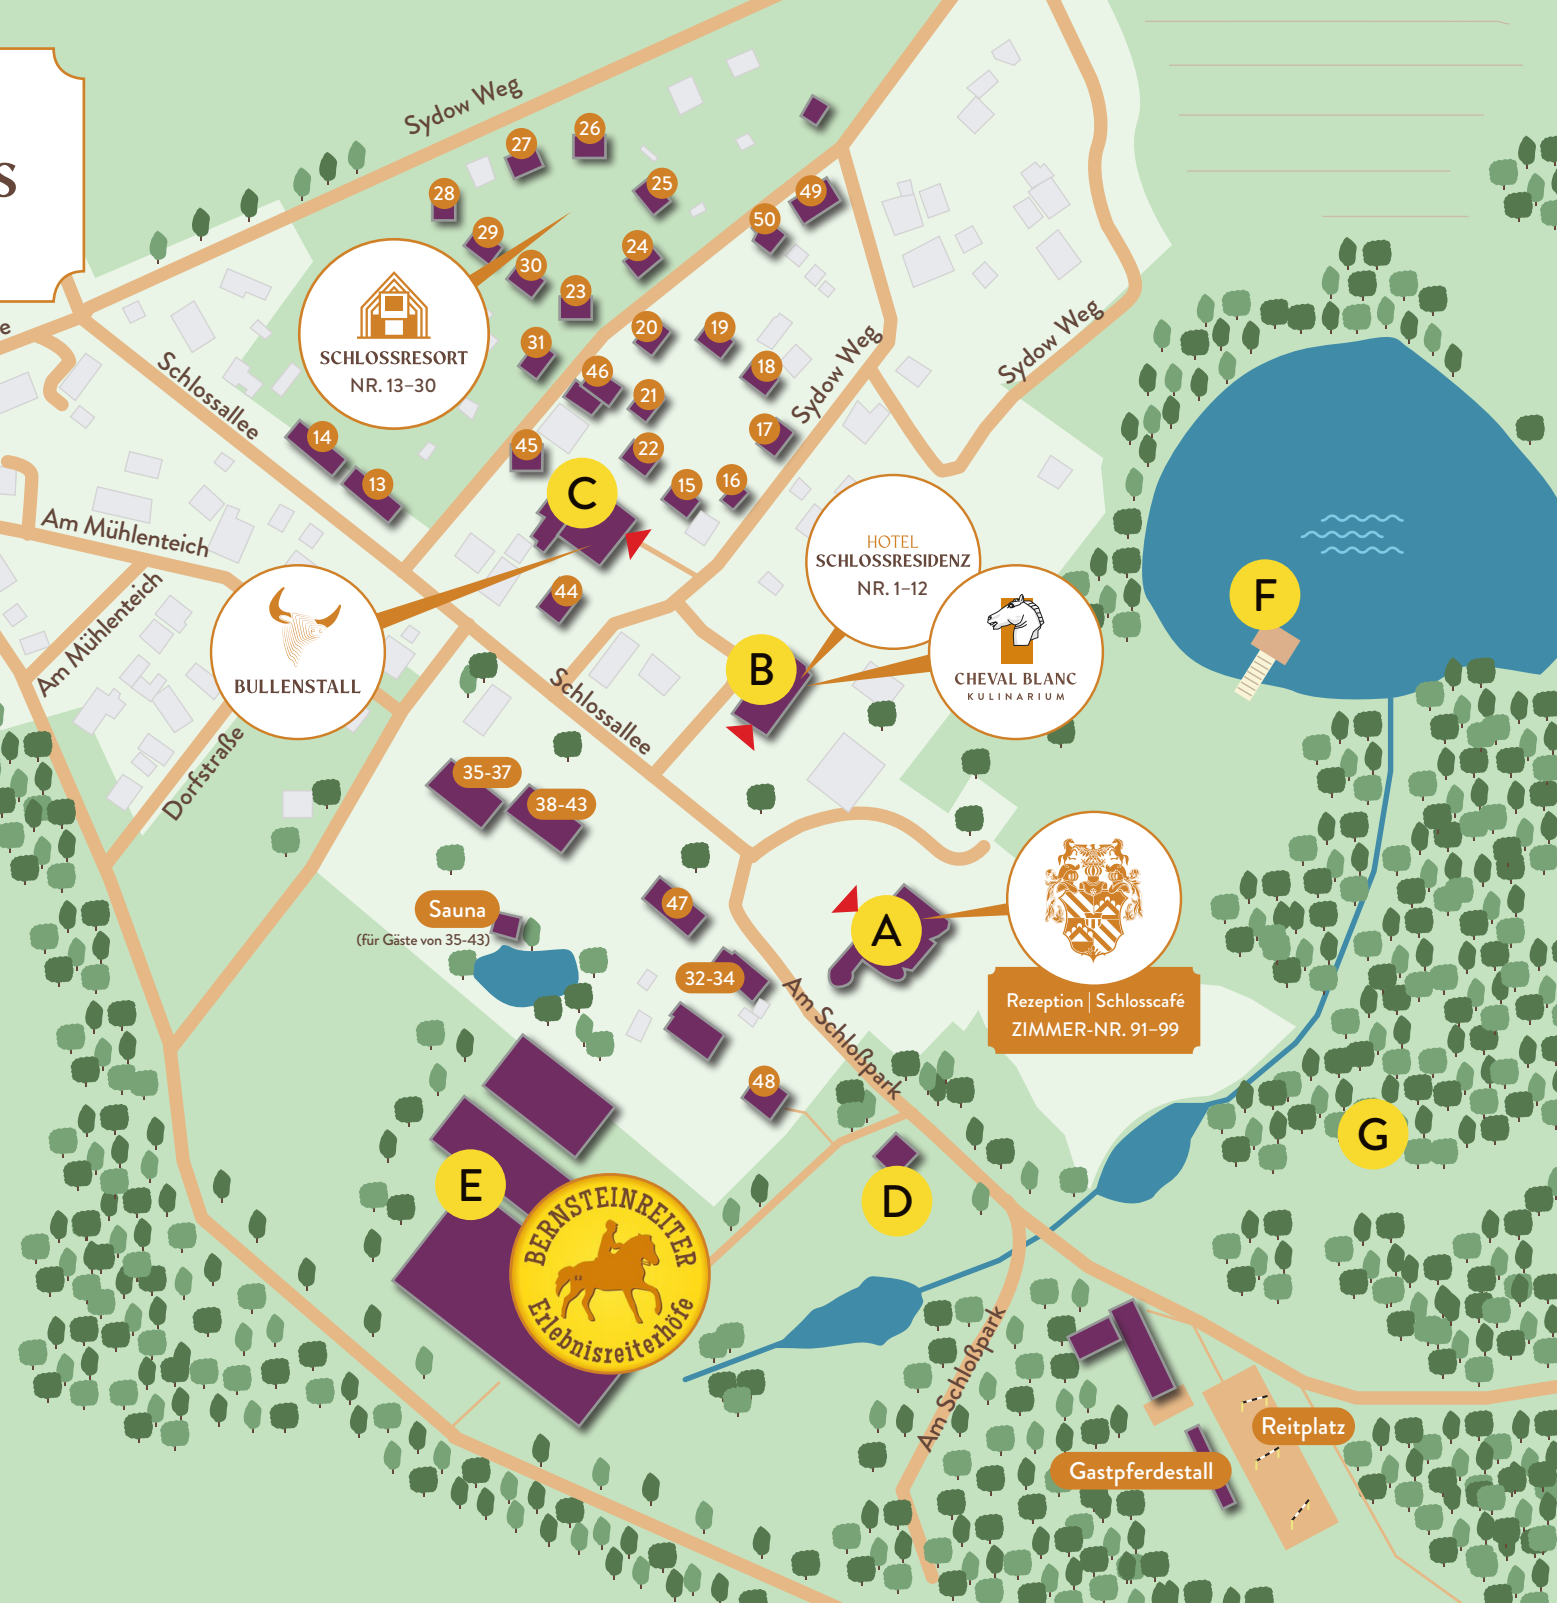 s
e
Sydow Weg
26
27
25
28
49
50
29
24
30
23
SCHLOSSRESORT
NR. 13–30
Sydow Weg
Sydow Weg
20
19
31
18
46
21
Schlossallee
14
13
45
22
17
15
16
C
Am Mühlenteich
Am Mühlenteich
HOTEL
SCHLOSSRESIDENZ
NR. 1–12
44
F
BULLENSTALL
B
CHEVAL BLANC
KULINARIUM
Schlossallee
Dorfstraße
35-37
38-43
47
Sauna
(für Gäste von 35-43)
A
32-34
Rezeption | Schlosscafé
ZIMMER-NR. 91–99
Am Schloßpark
48
G
E
D
BERNSTEINREITER
Erlebnisreiterhöfe
Am Schloßpark
Reitplatz
Gastpferdestall